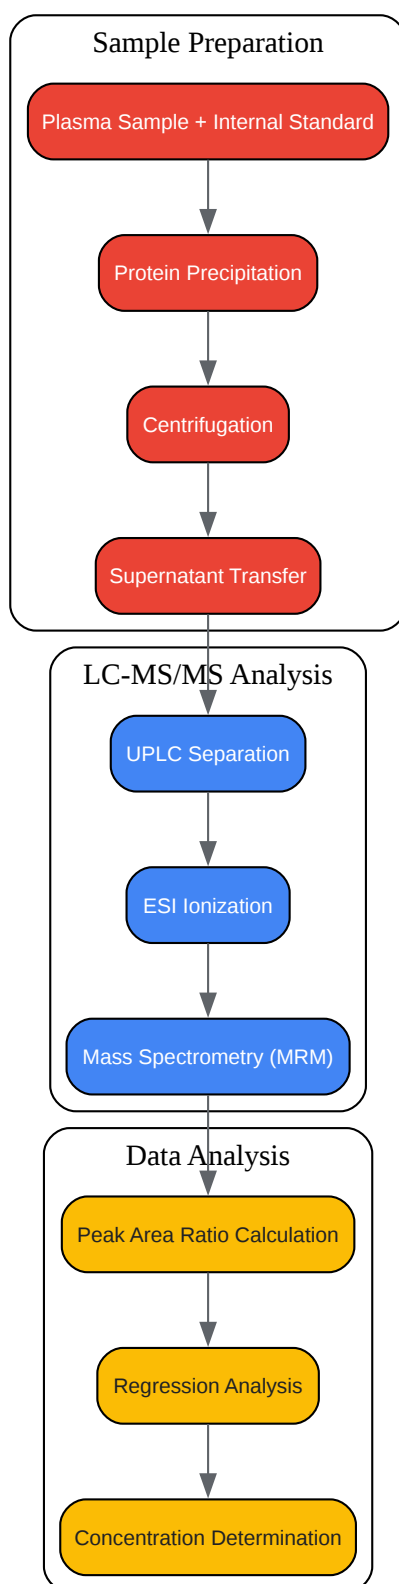 Sample Preparation
Plasma Sample + Internal Standard
Protein Precipitation
Centrifugation
Supernatant Transfer
LC-MS/MS Analysis
UPLC Separation
ESI Ionization
Mass Spectrometry (MRM)
Data Analysis
Peak Area Ratio Calculation
Regression Analysis
Concentration Determination